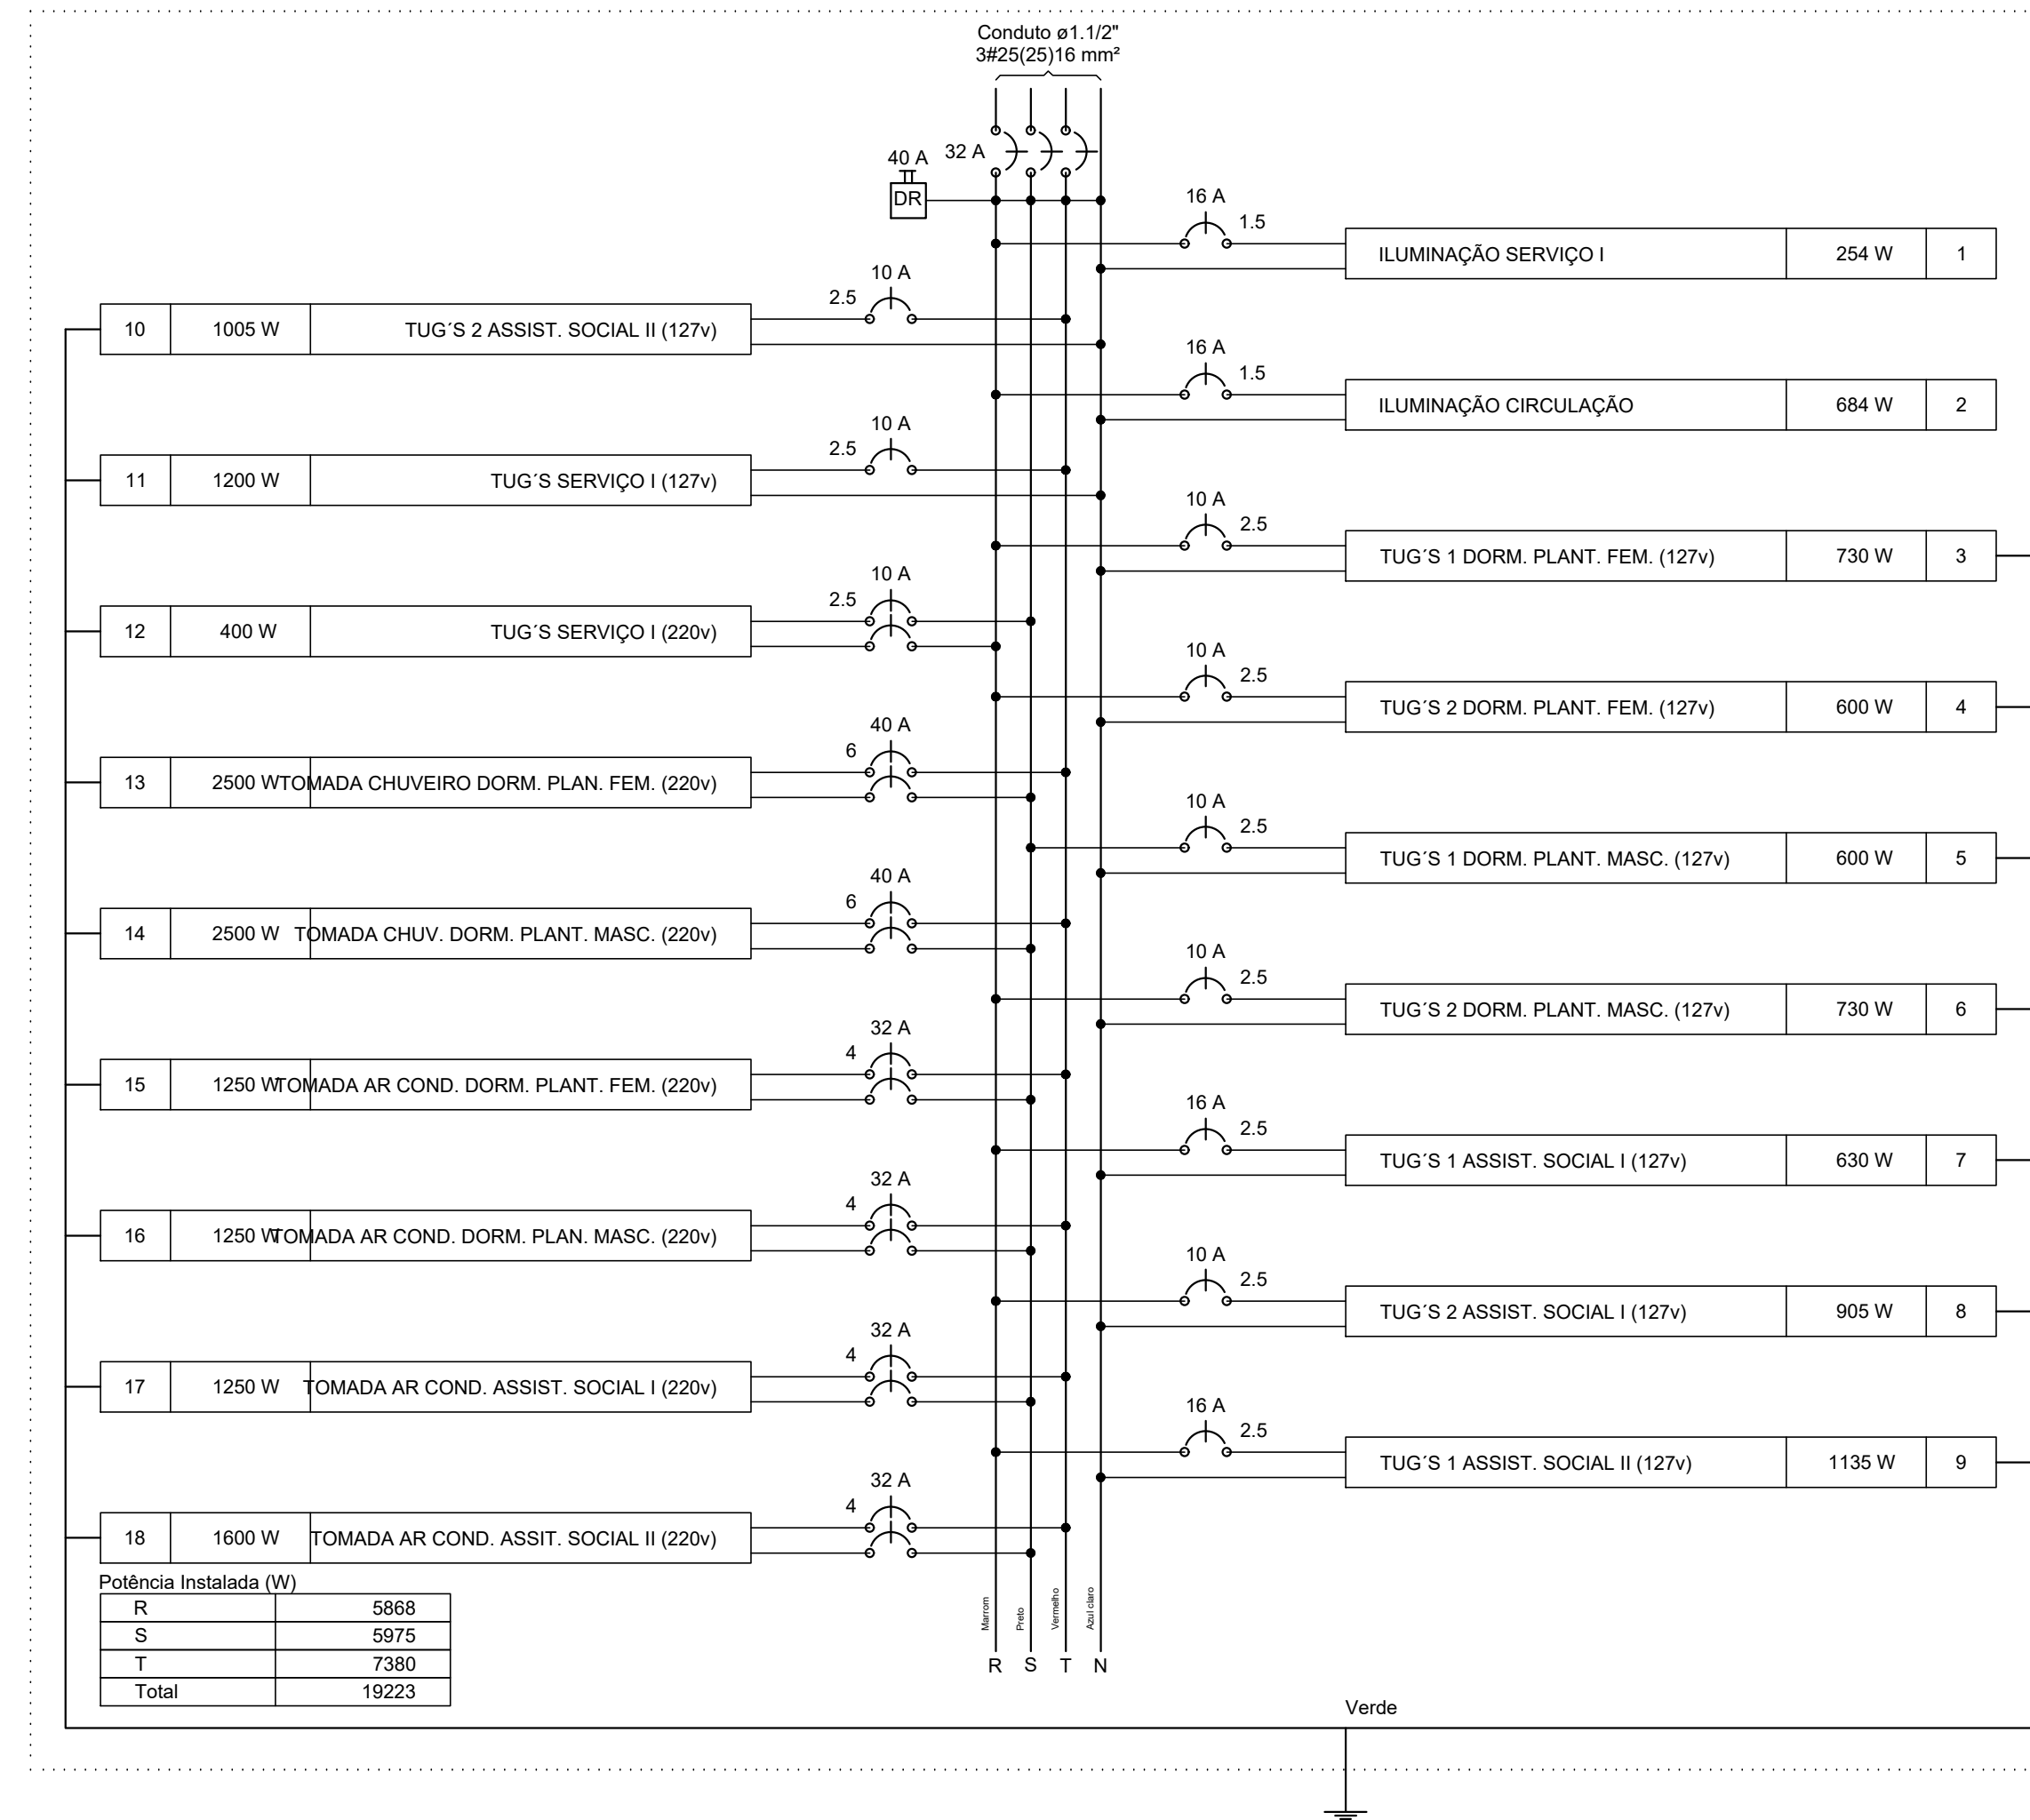 Conduto ø1.1/2"
3#25(25)16 mm²
32 A
40 A
DR
16 A
1.5
ILUMINAÇÃO SERVIÇO I 254 W 1
16 A
1.5
ILUMINAÇÃO CIRCULAÇÃO 684 W 2
10 A
2.5
TUG´S 1 DORM. PLANT. FEM. (127v) 730 W 3
10 A
2.5
TUG´S 2 DORM. PLANT. FEM. (127v) 600 W 4
10 A
2.5
TUG´S 1 DORM. PLANT. MASC. (127v) 600 W 5
10 A
2.5
TUG´S 2 DORM. PLANT. MASC. (127v) 730 W 6
16 A
2.5
TUG´S 1 ASSIST. SOCIAL I (127v) 630 W 7
10 A
2.5
TUG´S 2 ASSIST. SOCIAL I (127v) 905 W 8
16 A
2.5
TUG´S 1 ASSIST. SOCIAL II (127v) 1135 W 9
10 A
2.5
10 1005 W TUG´S 2 ASSIST. SOCIAL II (127v)
10 A
2.5
11 1200 W TUG´S SERVIÇO I (127v)
10 A
2.5
12 400 W TUG´S SERVIÇO I (220v)
40 A
6
13 2500 W TOMADA CHUVEIRO DORM. PLAN. FEM. (220v)
40 A
6
14 2500 W TOMADA CHUV. DORM. PLANT. MASC. (220v)
32 A
4
15 1250 W TOMADA AR COND. DORM. PLANT. FEM. (220v)
32 A
4
16 1250 W TOMADA AR COND. DORM. PLAN. MASC. (220v)
32 A
4
17 1250 W TOMADA AR COND. ASSIST. SOCIAL I (220v)
32 A
4
18 1600 W TOMADA AR COND. ASSIT. SOCIAL II (220v)
Potência Instalada (W)
R 5868
S 5975
T 7380
Total 19223
Marrom
Preto
Vermelho
Azul claro
R S T N
Verde